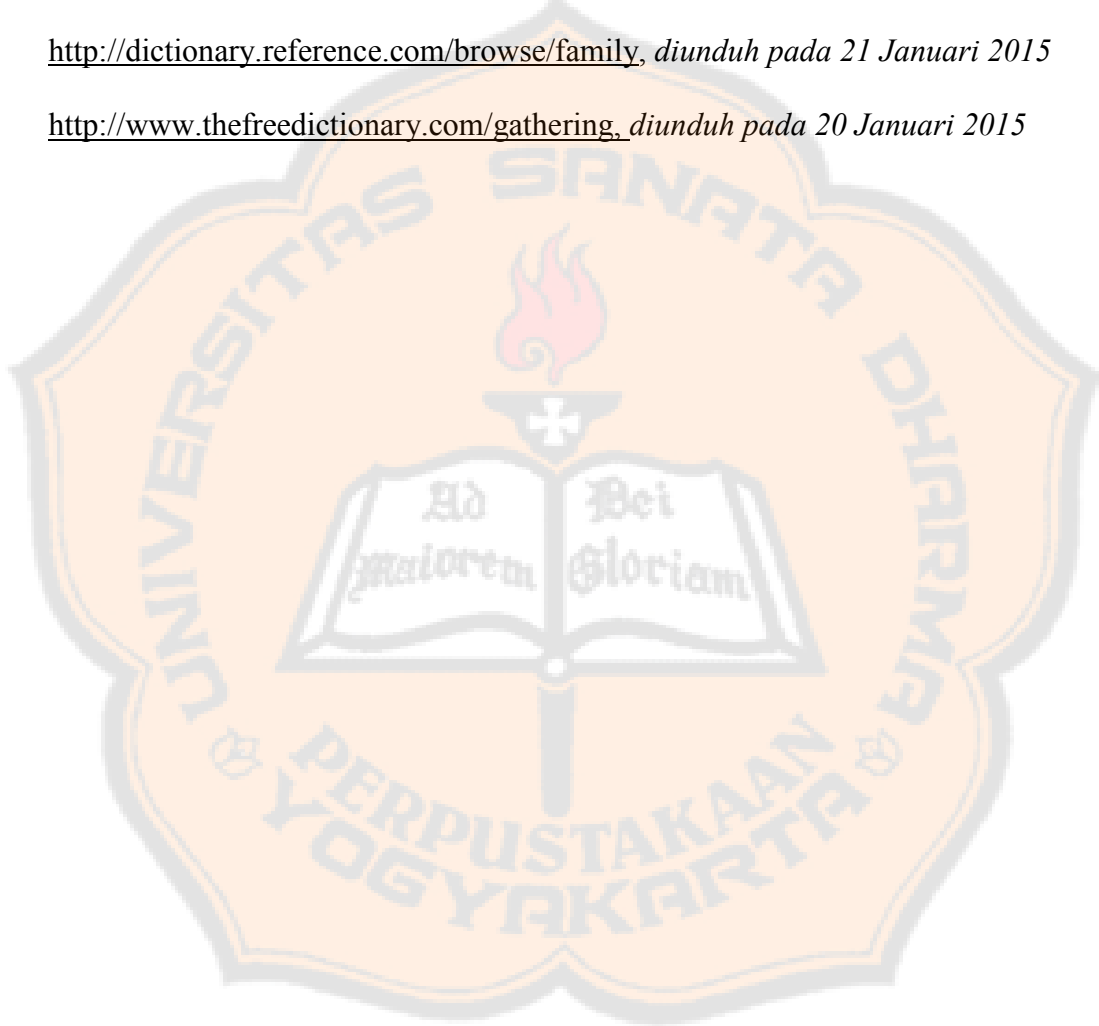 http://dictionary.reference.com/browse/family, diunduh pada 21 Januari 2015
http://www.thefreedictionary.com/gathering, diunduh pada 20 Januari 2015
UNIVERSITAS SANATA DHARMA
Ad Dei
Maiorem Gloriam
PERPUSTAKAAN
YOGYAKARTA